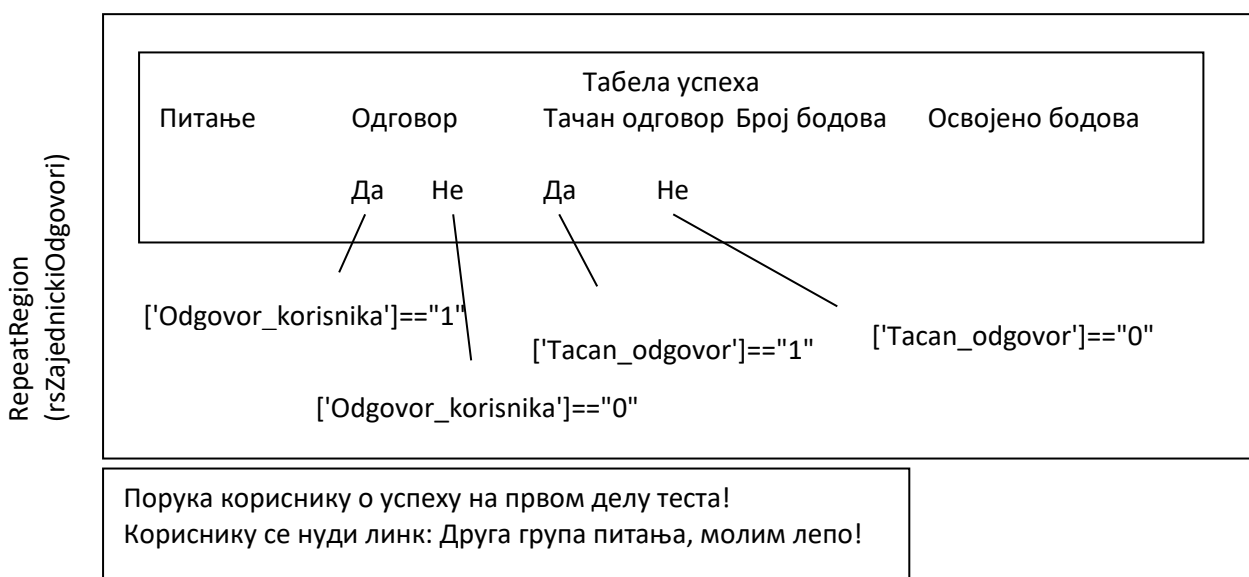 RepeatRegion
(rsZajednickiOdgovori)
Табела успеха
Питање Одговор Тачан одговор Број бодова Освојено бодова
Да Не Да Не
['Odgovor_korisnika']=="1"
['Tacan_odgovor']=="1"
['Tacan_odgovor']=="0"
['Odgovor_korisnika']=="0"
Порука кориснику о успеху на првом делу теста!
Кориснику се нуди линк: Друга група питања, молим лепо!